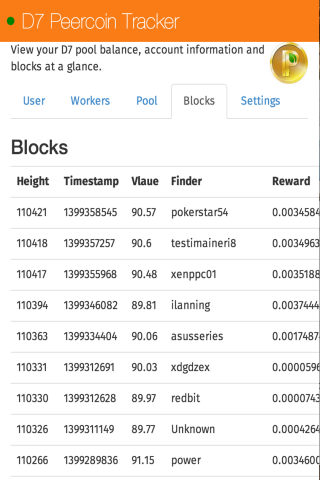 D7 Peercoin Tracker
View your D7 pool balance, account information and
blocks at a glance.
P
User Workers Pool Blocks Settings
Blocks
Height Timestamp Vlaue Finder Reward
110421 1399358545 90.57 pokerstar54 0.0034584
110418 1399357257 90.6 testimaineri8 0.0034963
110417 1399355968 90.48 xenppc01 0.0035188
110394 1399346082 89.81 ilanning 0.0037444
110363 1399334404 90.06 asusseries 0.0017487
110331 1399312691 90.03 xdgdzex 0.0000596
110330 1399312628 89.97 redbit 0.0000743
110326 1399311149 89.77 Unknown 0.0004264
110266 1399289836 91.15 power 0.0034600